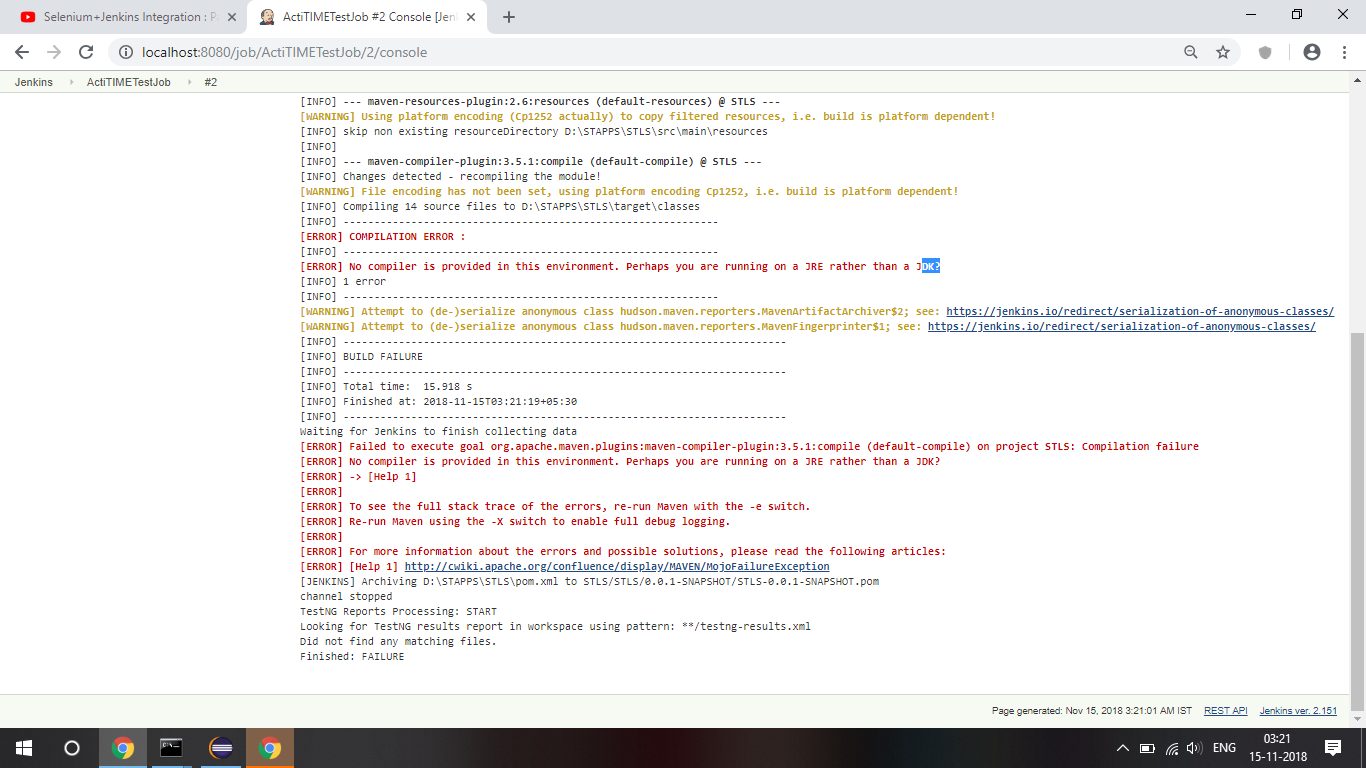 Selenium+Jenkins Integration : P
ActiTIMETestJob #2 Console [Jen
localhost:8080/job/ActiTIMETestJob/2/console
Jenkins ActiTIMETestJob #2
[INFO] --- maven-resources-plugin:2.6:resources (default-resources) @ STLS ---
[WARNING] Using platform encoding (Cp1252 actually) to copy filtered resources, i.e. build is platform dependent!
[INFO] skip non existing resourceDirectory D:\STAPPS\STLS\src\main\resources
[INFO]
[INFO] --- maven-compiler-plugin:3.5.1:compile (default-compile) @ STLS ---
[INFO] Changes detected - recompiling the module!
[WARNING] File encoding has not been set, using platform encoding Cp1252, i.e. build is platform dependent!
[INFO] Compiling 14 source files to D:\STAPPS\STLS\target\classes
[INFO] -------------------------------------------------------------
[ERROR] COMPILATION ERROR :
[INFO] -------------------------------------------------------------
[ERROR] No compiler is provided in this environment. Perhaps you are running on a JRE rather than a JDK?
[INFO] 1 error
[INFO] -------------------------------------------------------------
[WARNING] Attempt to (de-)serialize anonymous class hudson.maven.reporters.MavenArtifactArchiver$2; see: https://jenkins.io/redirect/serialization-of-anonymous-classes/
[WARNING] Attempt to (de-)serialize anonymous class hudson.maven.reporters.MavenFingerprinter$1; see: https://jenkins.io/redirect/serialization-of-anonymous-classes/
[INFO] ------------------------------------------------------------------------
[INFO] BUILD FAILURE
[INFO] ------------------------------------------------------------------------
[INFO] Total time:  15.918 s
[INFO] Finished at: 2018-11-15T03:21:19+05:30
[INFO] ------------------------------------------------------------------------
Waiting for Jenkins to finish collecting data
[ERROR] Failed to execute goal org.apache.maven.plugins:maven-compiler-plugin:3.5.1:compile (default-compile) on project STLS: Compilation failure
[ERROR] No compiler is provided in this environment. Perhaps you are running on a JRE rather than a JDK?
[ERROR] -> [Help 1]
[ERROR]
[ERROR] To see the full stack trace of the errors, re-run Maven with the -e switch.
[ERROR] Re-run Maven using the -X switch to enable full debug logging.
[ERROR]
[ERROR] For more information about the errors and possible solutions, please read the following articles:
[ERROR] [Help 1] http://cwiki.apache.org/confluence/display/MAVEN/MojoFailureException
[JENKINS] Archiving D:\STAPPS\STLS\pom.xml to STLS/STLS/0.0.1-SNAPSHOT/STLS-0.0.1-SNAPSHOT.pom
channel stopped
TestNG Reports Processing: START
Looking for TestNG results report in workspace using pattern: **/testng-results.xml
Did not find any matching files.
Finished: FAILURE
Page generated: Nov 15, 2018 3:21:01 AM IST REST API Jenkins ver. 2.151
ENG
03:21
15-11-2018